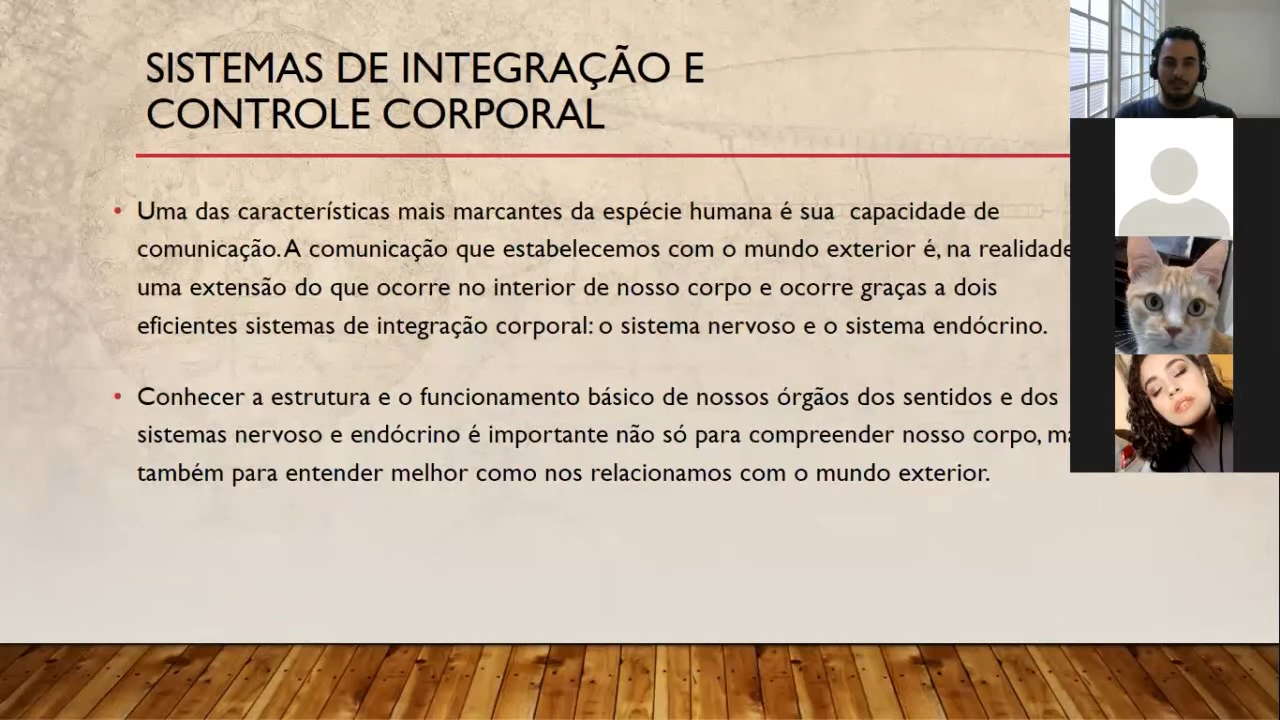 SISTEMAS DE INTEGRAÇÃO E
CONTROLE CORPORAL
• Uma das características mais marcantes da espécie humana é sua capacidade de
comunicação. A comunicação que estabelecemos com o mundo exterior é, na realidade
uma extensão do que ocorre no interior de nosso corpo e ocorre graças a dois
eficientes sistemas de integração corporal: o sistema nervoso e o sistema endócrino.
• Conhecer a estrutura e o funcionamento básico de nossos órgãos dos sentidos e dos
sistemas nervoso e endócrino é importante não só para compreender nosso corpo,
também para entender melhor como nos relacionamos com o mundo exterior.